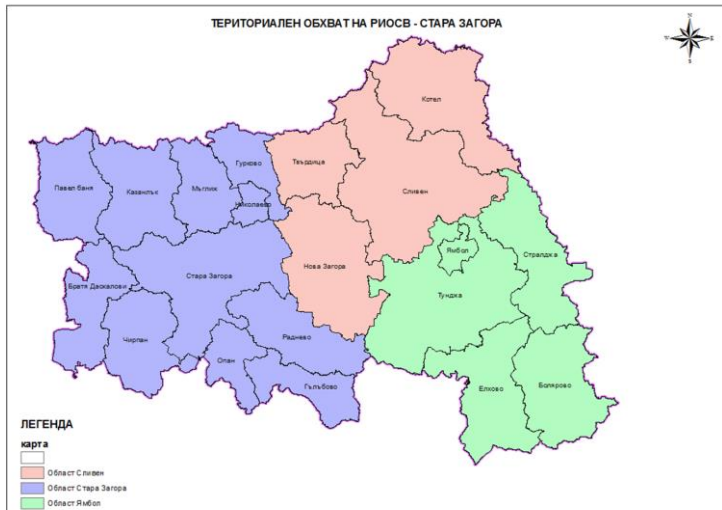 ТЕРИТОРИАЛЕН ОБХВАТ НА РИОСВ - СТАРА ЗАГОРА
N
W
E
S
Котел
Гурково
Твърдица
Павел баня
Казанлък
Мъглиж
Николаево
Сливен
Ямбол
Стралджа
Нова Загора
Стара Загора
Братя Даскалови
Тунджа
Раднево
Чирпан
Опан
Гълъбово
Елхово
Болярово
ЛЕГЕНДА
карта
Област Сливен
Област Стара Загора
Област Ямбол